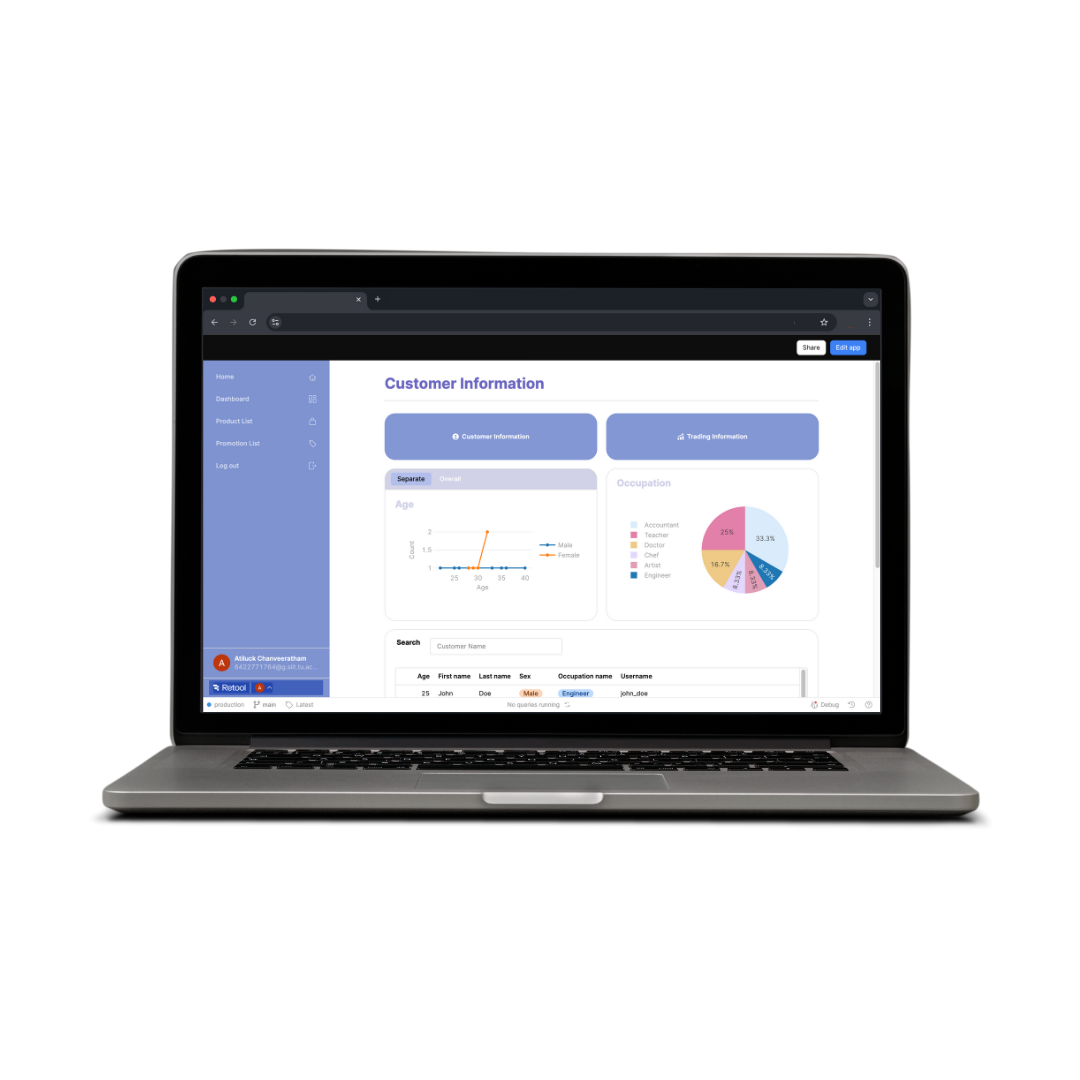 Share
Edit app
Home
Dashboard
Product List
Promotion List
Log out
Atiluck Chanveeratham
A
Retool
A
Customer Information
Customer Information
Trading Information
Separate
Overall
Age
2
1.5
1
Count
25
30
35
40
Age
Male
Female
Occupation
Accountant
Teacher
Doctor
Chef
Artist
Engineer
25%
33.3%
16.7%
8.33%
8.33%
8.33%
Search
Customer Name
Age First name Last name Sex Occupation name Username
25 John Doe Male Engineer john_doe
production main Latest
No queries running
Debug